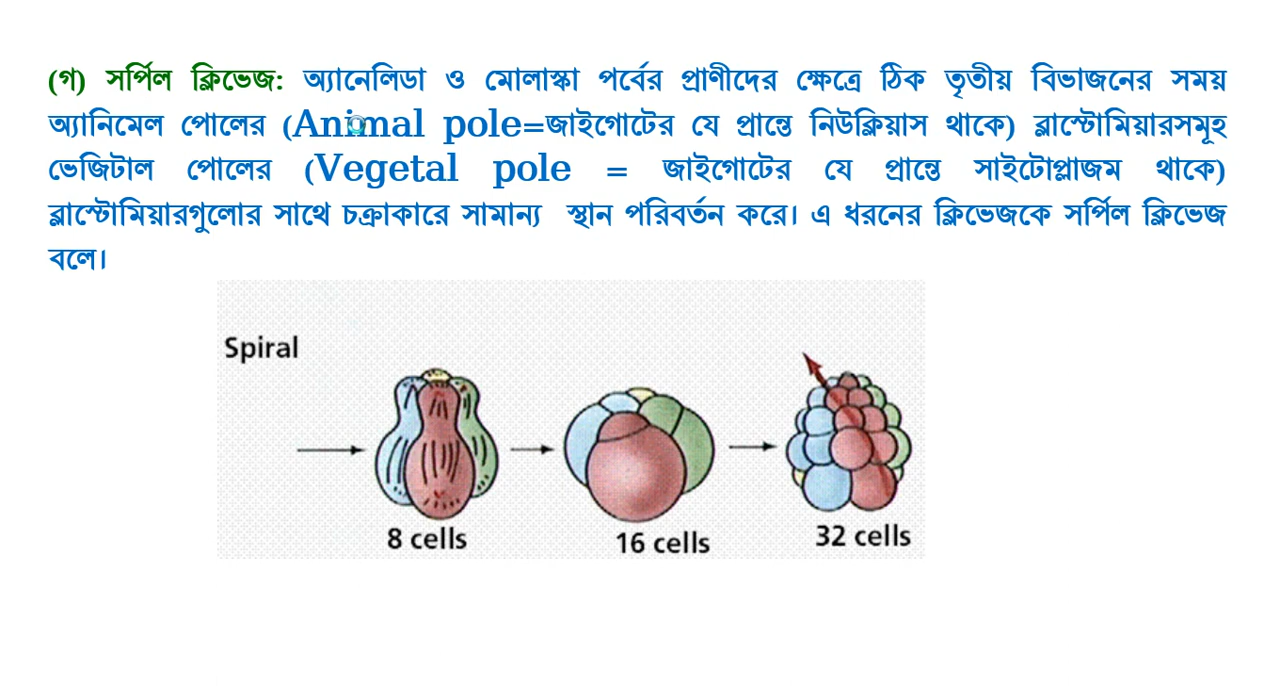 (গ) সর্পিল ক্লিভেজ: অ্যানেলিডা ও মোলাস্কা পর্বের প্রাণীদের ক্ষেত্রে ঠিক তৃতীয় বিভাজনের সময়
অ্যানিমেল পোলের (Animal pole=জাইগোটের যে প্রান্তে নিউক্লিয়াস থাকে) ব্লাস্টোমিয়ারসমূহ
ভেজিটাল পোলের (Vegetal pole = জাইগোটের যে প্রান্তে সাইটোপ্লাজম থাকে)
ব্লাস্টোমিয়ারগুলোর সাথে চক্রাকারে সামান্য স্থান পরিবর্তন করে। এ ধরনের ক্লিভেজকে সর্পিল ক্লিভেজ
বলে।
Spiral
8 cells
16 cells
32 cells